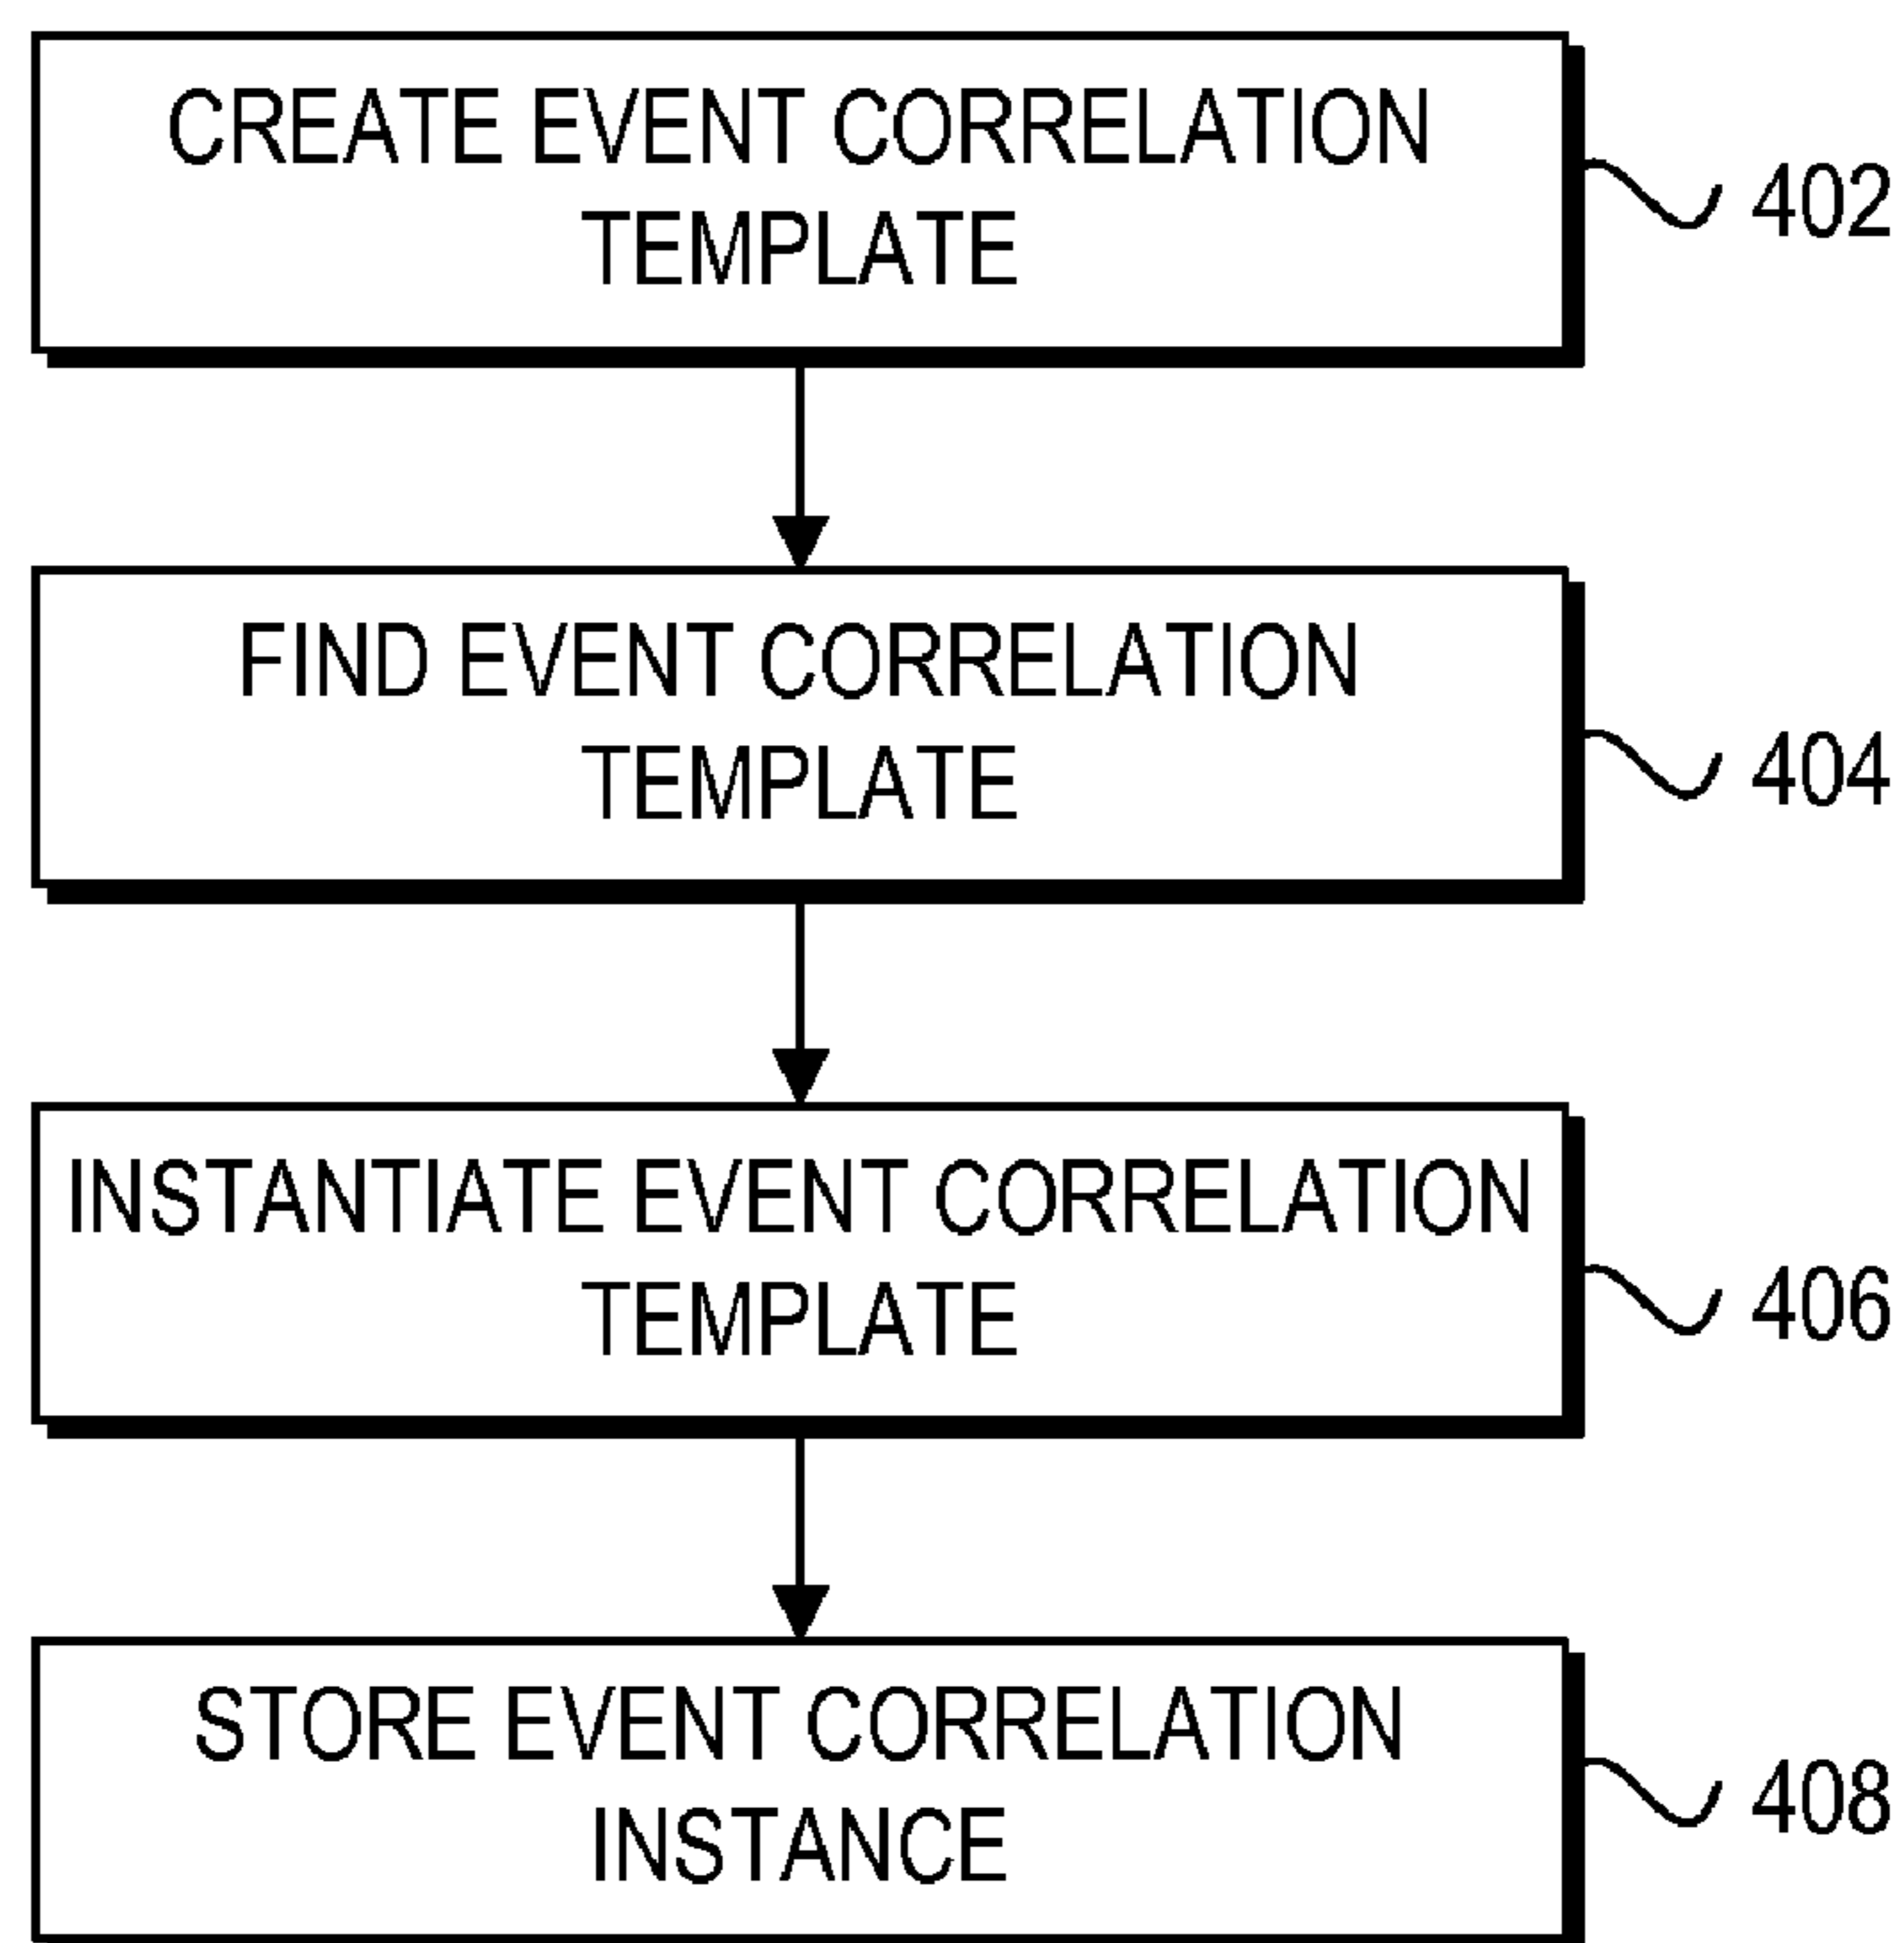 CREATE EVENT CORRELATION
TEMPLATE
402
FIND EVENT CORRELATION
TEMPLATE
404
INSTANTIATE EVENT CORRELATION
TEMPLATE
406
STORE EVENT CORRELATION
INSTANCE
408